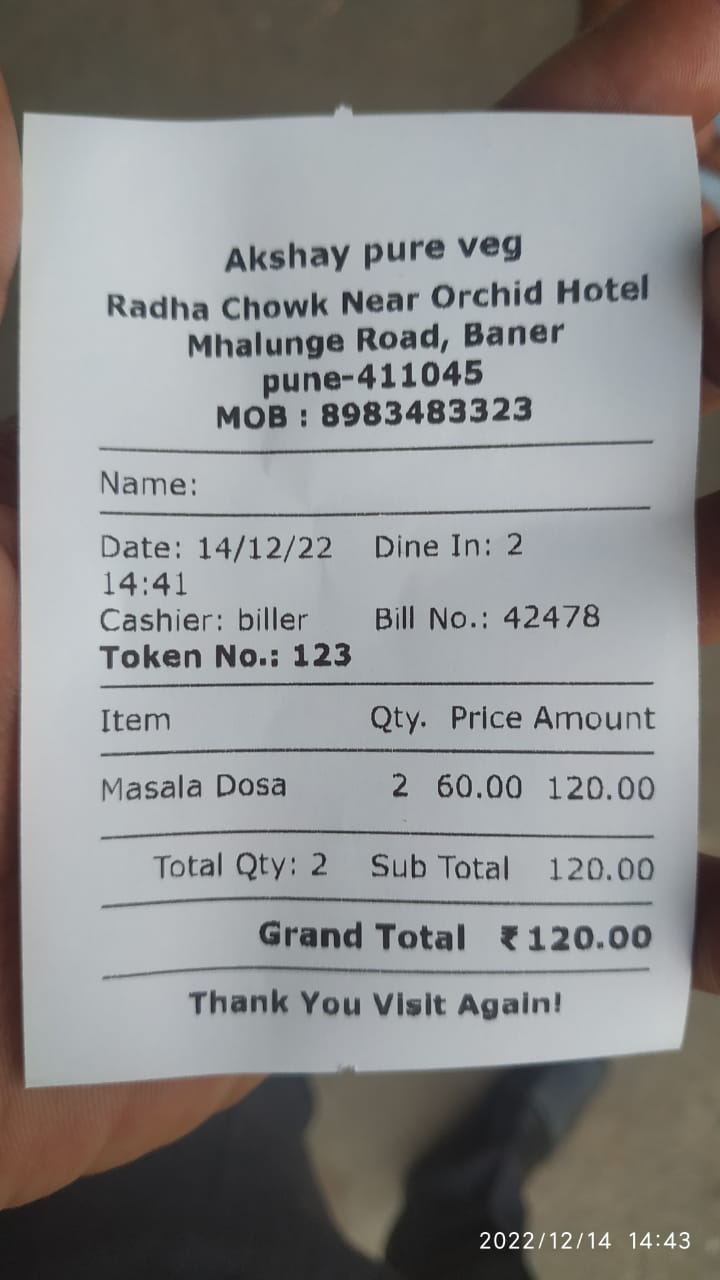 Akshay pure veg
Radha Chowk Near Orchid Hotel
Mhalunge Road, Baner
pune-411045
MOB : 8983483323
Name:
Date: 14/12/22 Dine In: 2
14:41
Cashier: biller Bill No.: 42478
Token No.: 123
Item Qty. Price Amount
Masala Dosa 2 60.00 120.00
Total Qty: 2 Sub Total 120.00
Grand Total ₹120.00
Thank You Visit Again!
2022/12/14 14:43